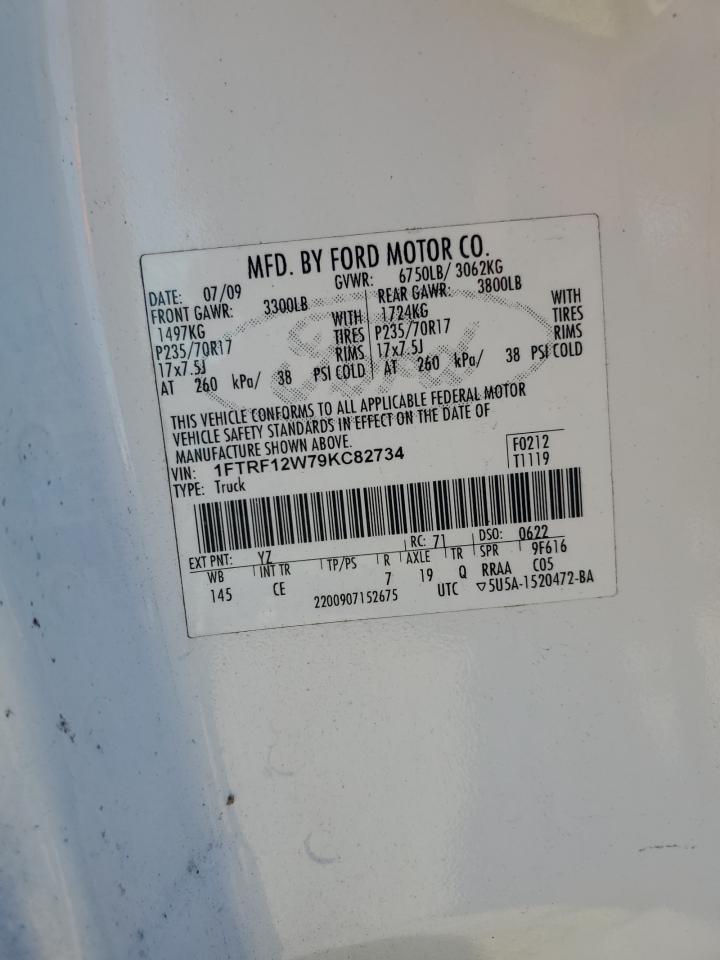 MFD. BY FORD MOTOR CO.
DATE: 07/09 GVWR: 6750LB/ 3062KG
FRONT GAWR: 3300LB REAR GAWR: 3800LB
1497KG WITH 1724KG WITH
P235/70R17 TIRES P235/70R17 TIRES
17x7.5J RIMS 17x7.5J RIMS
AT 260 kPa/ 38 PSI COLD AT 260 kPa/ 38 PSI COLD
THIS VEHICLE CONFORMS TO ALL APPLICABLE FEDERAL MOTOR
VEHICLE SAFETY STANDARDS IN EFFECT ON THE DATE OF
MANUFACTURE SHOWN ABOVE.
VIN: 1FTRF12W79KC82734 F0212
TYPE: Truck T1119
EXT PNT: YZ RC: 71 DSO: 0622
WB INT TR TP/PS R AXLE TR SPR 9F616
145 CE 7 19 Q RRAA C05
2200907152675 UTC ▽5U5A-1520472-BA